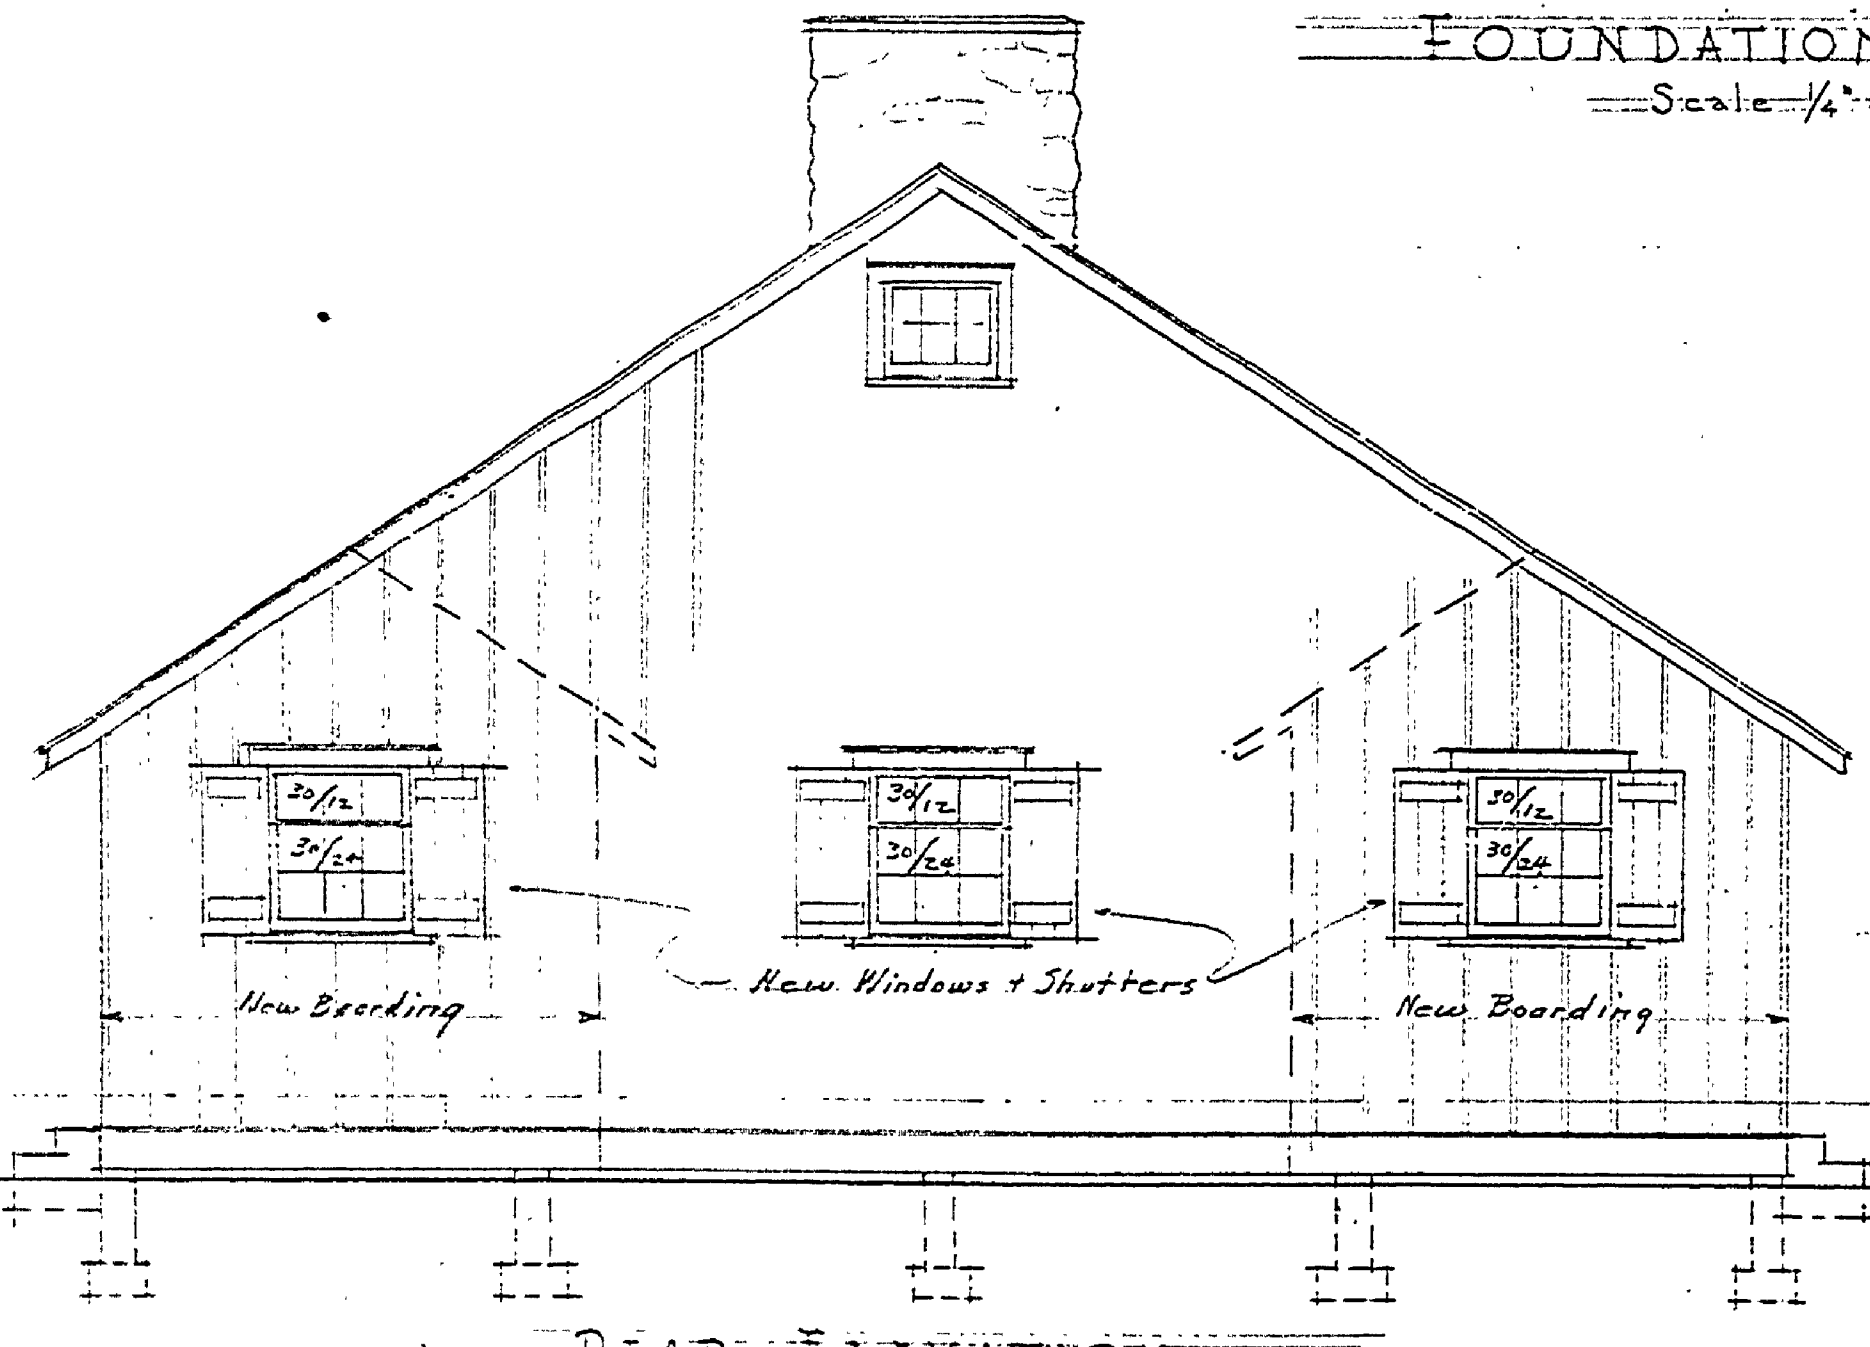 FOUNDATION
Scale 1/4"
30/12
30/24
30/12
30/24
30/12
30/24
New Windows + Shutters
New Boarding
New Boarding